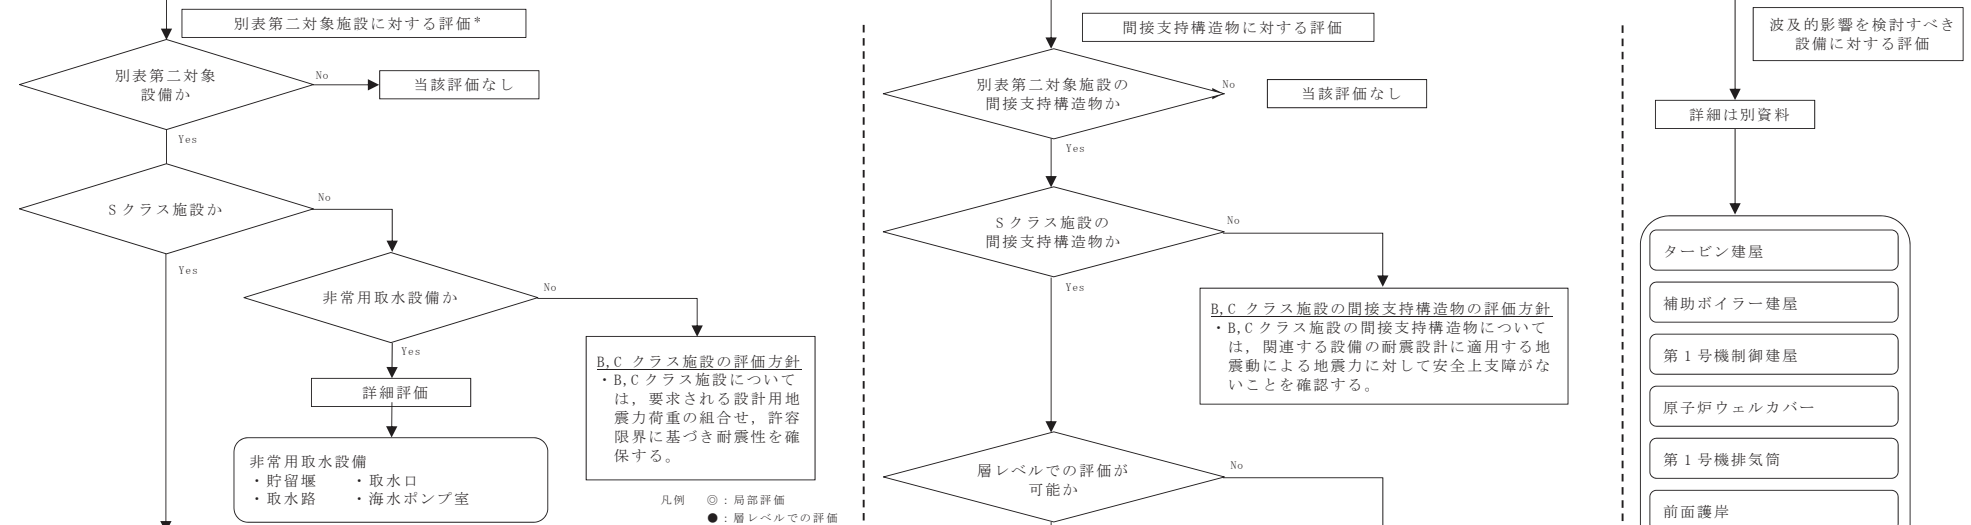 別表第二対象施設に対する評価*
別表第二対象
設備か
No
当該評価なし
Yes
Sクラス施設か
No
Yes
非常用取水設備か
No
Yes
詳細評価
非常用取水設備
・貯留堰 ・取水口
・取水路 ・海水ポンプ室
B,C クラス施設の評価方針
・B,Cクラス施設について
は，要求される設計用地
震力荷重の組合せ，許容
限界に基づき耐震性を確
保する。
凡例 ◎：局部評価
●：層レベルでの評価
間接支持構造物に対する評価
別表第二対象施設の
間接支持構造物か
No
当該評価なし
Yes
Sクラス施設の
間接支持構造物か
No
Yes
B,C クラス施設の間接支持構造物の評価方針
・B,Cクラス施設の間接支持構造物について
は，関連する設備の耐震設計に適用する地
震動による地震力に対して安全上支障がな
いことを確認する。
層レベルでの評価が
可能か
No
波及的影響を検討すべき
設備に対する評価
詳細は別資料
タービン建屋
補助ボイラー建屋
第1号機制御建屋
原子炉ウェルカバー
第1号機排気筒
前面護岸